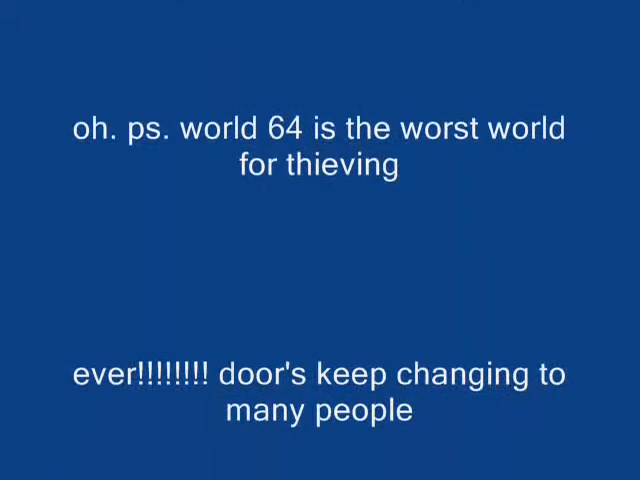 oh. ps. world 64 is the worst world
for thieving
ever!!!!!!!! door's keep changing to
many people